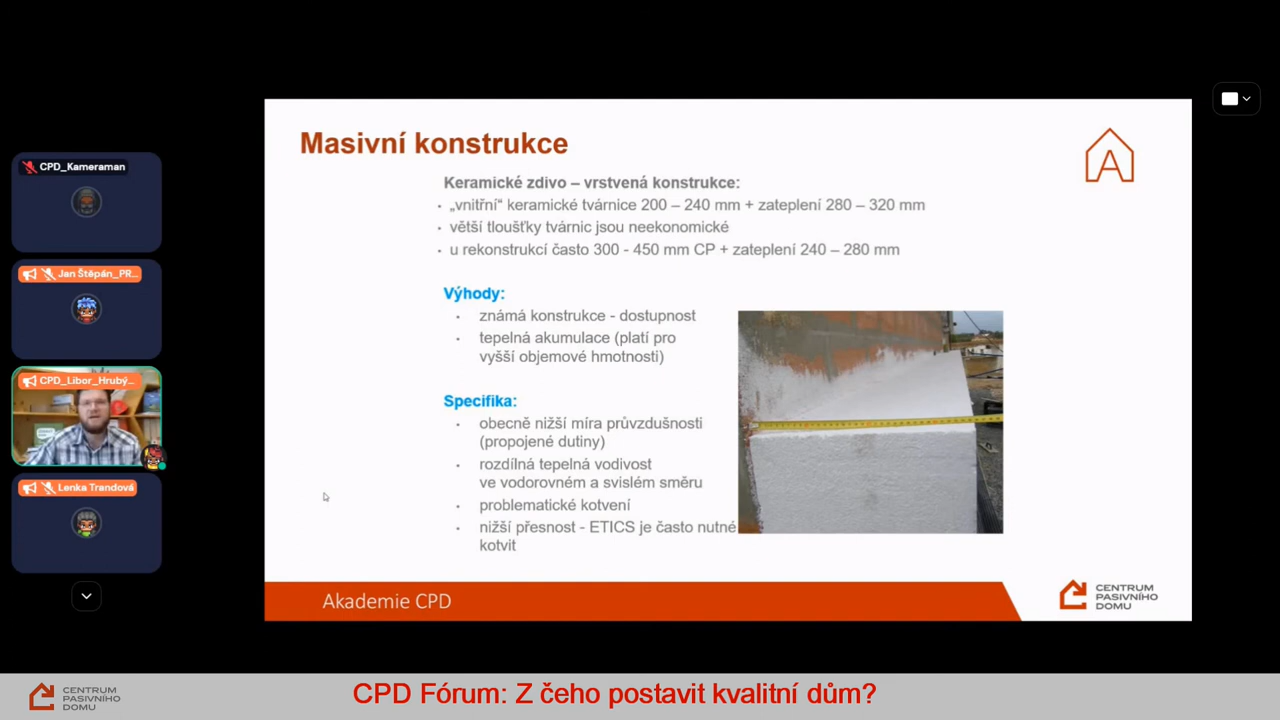 CPD_Kameraman
Jan Štěpán_PR...
CPD_Libor_Hrubý...
Lenka Trandová
Masivní konstrukce
A
Keramické zdivo – vrstvená konstrukce:
• „vnitřní“ keramické tvárnice 200 – 240 mm + zateplení 280 – 320 mm
• větší tloušťky tvárnic jsou neekonomické
• u rekonstrukcí často 300 - 450 mm CP + zateplení 240 – 280 mm
Výhody:
• známá konstrukce - dostupnost
• tepelná akumulace (platí pro
vyšší objemové hmotnosti)
Specifika:
• obecně nižší míra průvzdušnosti
(propojené dutiny)
• rozdílná tepelná vodivost
ve vodorovném a svislém směru
• problematické kotvení
• nižší přesnost - ETICS je často nutné
kotvit
Akademie CPD
CENTRUM
PASIVNÍHO
DOMU
CENTRUM
PASIVNÍHO
DOMU
CPD Fórum: Z čeho postavit kvalitní dům?